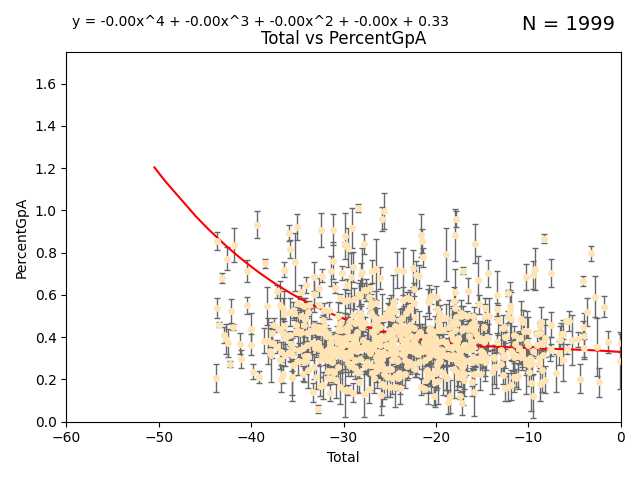 y = -0.00x^4 + -0.00x^3 + -0.00x^2 + -0.00x + 0.33
N = 1999
Total vs PercentGpA
PercentGpA
1.6
1.4
1.2
1.0
0.8
0.6
0.4
0.2
0.0
−60 −50 −40 −30 −20 −10 0
Total